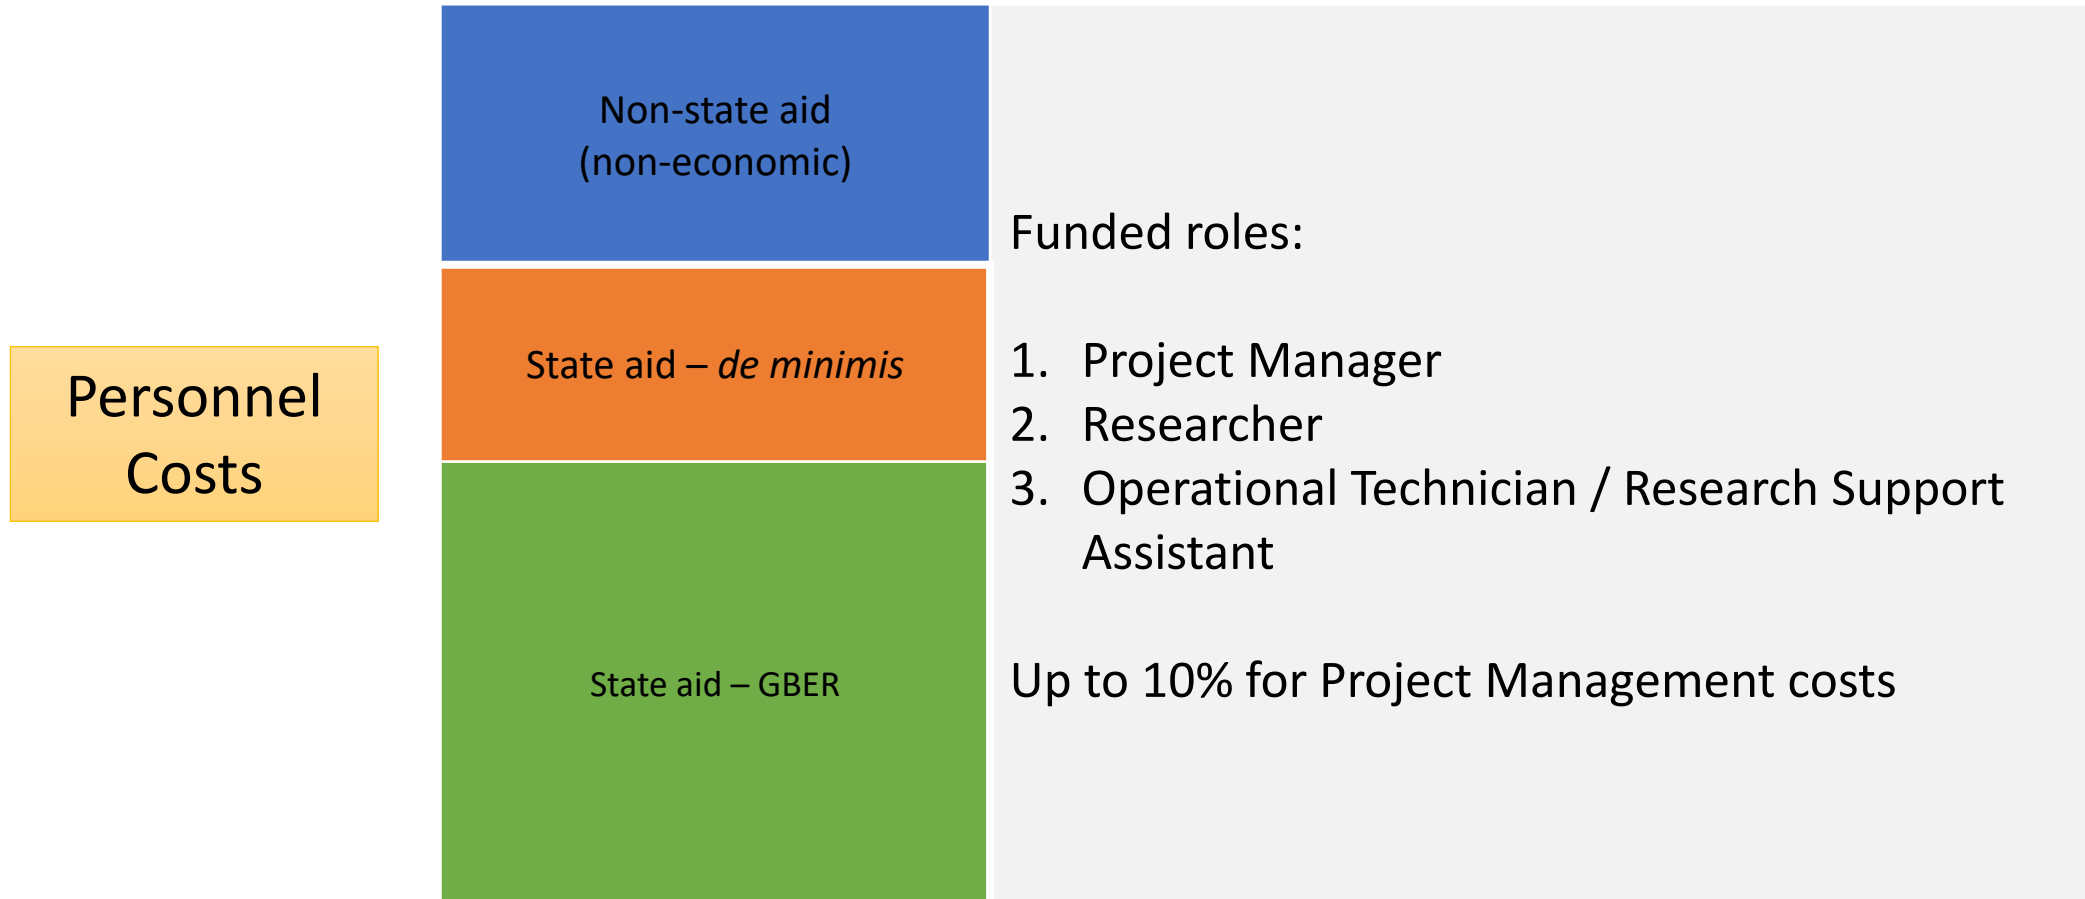 Personnel
Costs
Non-state aid
(non-economic)
State aid – de minimis
State aid – GBER
Funded roles:
1. Project Manager
2. Researcher
3. Operational Technician / Research Support
Assistant
Up to 10% for Project Management costs